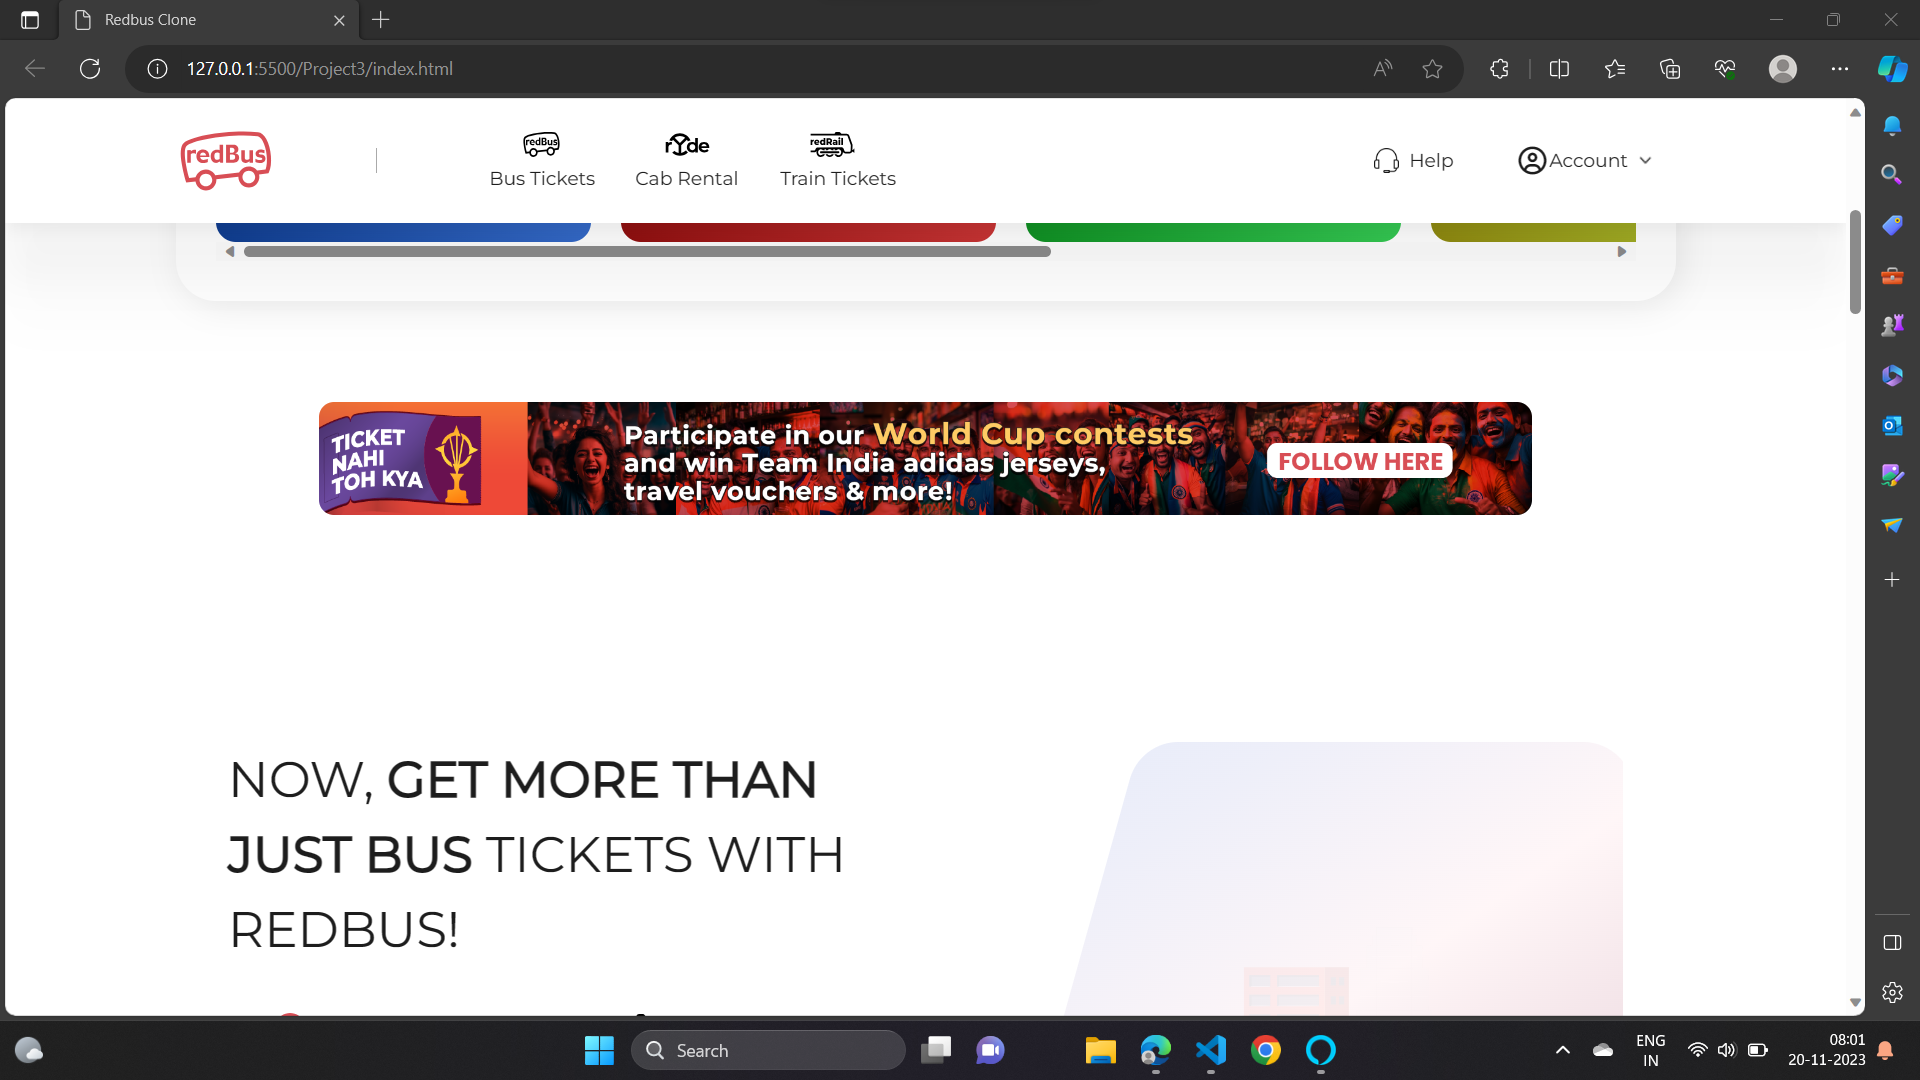 Redbus Clone
127.0.0.1:5500/Project3/index.html
redBus
redBus
Bus Tickets
rYde
Cab Rental
redRail
Train Tickets
Help
Account
TICKET
NAHI
TOH KYA
Participate in our World Cup contests
and win Team India adidas jerseys,
travel vouchers & more!
FOLLOW HERE
NOW, GET MORE THAN
JUST BUS TICKETS WITH
REDBUS!
Search
ENG
IN
08:01
20-11-2023